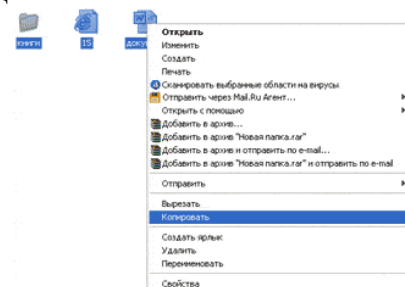 книги
15
Открыть
Изменить
Создать
Печать
Сканировать выбранные области на вирусы
Отправить через Mail.Ru Агент...
Открыть с помощью
Добавить в архив...
Добавить в архив "Новая папка.rar"
Добавить в архив и отправить по e-mail...
Добавить в архив "Новая папка.rar" и отправить по e-mail
Отправить
Вырезать
Копировать
Создать ярлык
Удалить
Переименовать
Свойства